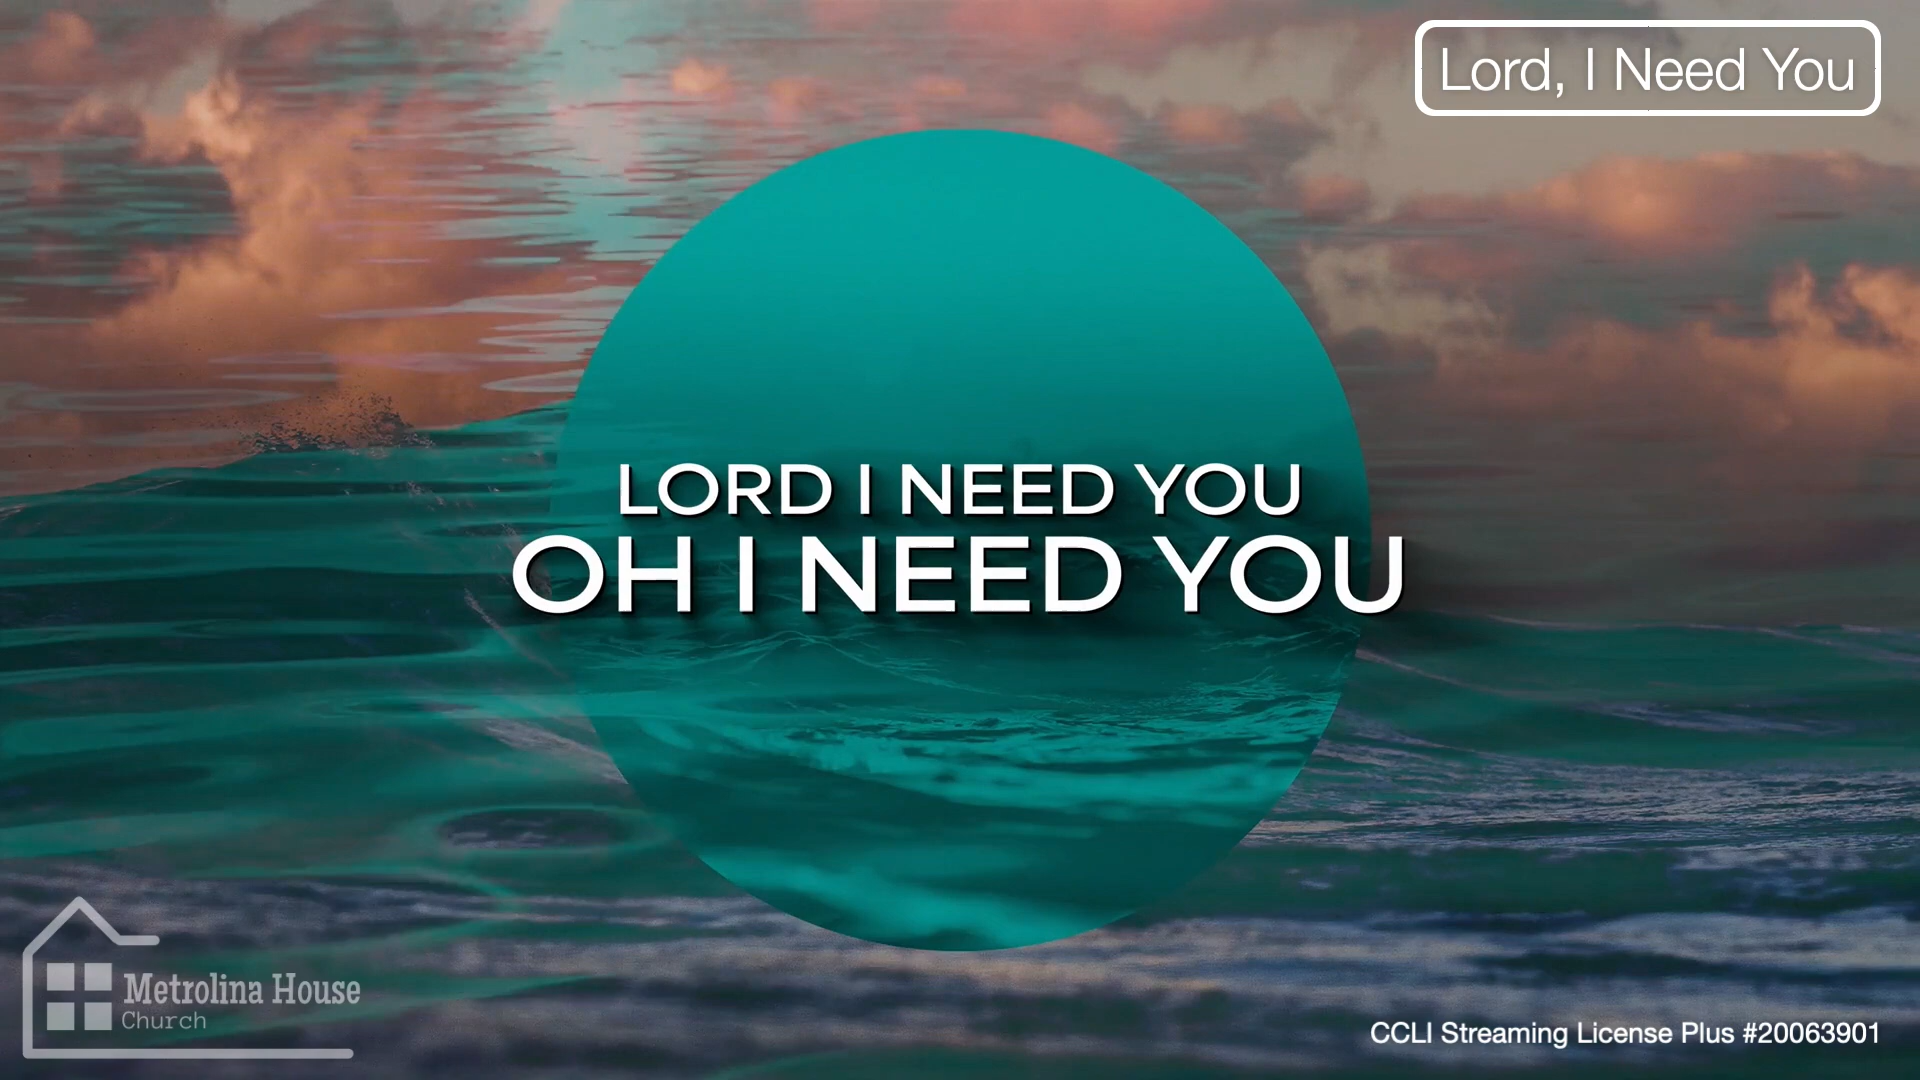 Lord, I Need You
LORD I NEED YOU
OH I NEED YOU
Metrolina House
Church
CCLI Streaming License Plus #20063901